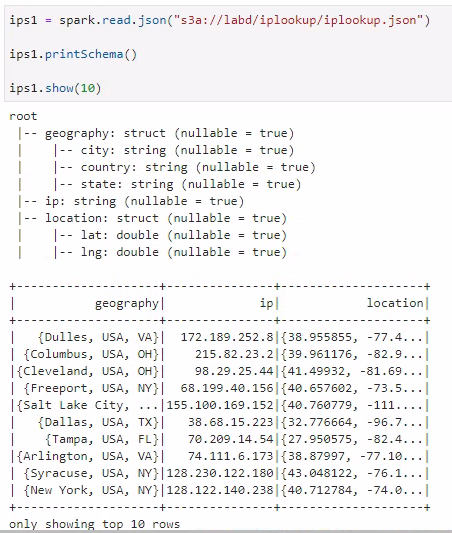 ips1 = spark.read.json("s3a://labd/iplookup/iplookup.json")
ips1.printSchema()
ips1.show(10)
root
 |-- geography: struct (nullable = true)
 |    |-- city: string (nullable = true)
 |    |-- country: string (nullable = true)
 |    |-- state: string (nullable = true)
 |-- ip: string (nullable = true)
 |-- location: struct (nullable = true)
 |    |-- lat: double (nullable = true)
 |    |-- lng: double (nullable = true)
+--------------------+---------------+--------------------+
|           geography|             ip|            location|
+--------------------+---------------+--------------------+
|   {Dulles, USA, VA}|  172.189.252.8|{38.955855, -77.4...|
| {Columbus, USA, OH}|    215.82.23.2|{39.961176, -82.9...|
|{Cleveland, USA, OH}|    98.29.25.44|{41.49932, -81.69...|
| {Freeport, USA, NY}|  68.199.40.156|{40.657602, -73.5...|
|{Salt Lake City, ...|155.100.169.152|{40.760779, -111....|
|   {Dallas, USA, TX}|   38.68.15.223|{32.776664, -96.7...|
|    {Tampa, USA, FL}|   70.209.14.54|{27.950575, -82.4...|
|{Arlington, USA, VA}|   74.111.6.173|{38.87997, -77.10...|
| {Syracuse, USA, NY}|128.230.122.180|{43.048122, -76.1...|
| {New York, USA, NY}|128.122.140.238|{40.712784, -74.0...|
+--------------------+---------------+--------------------+
only showing top 10 rows